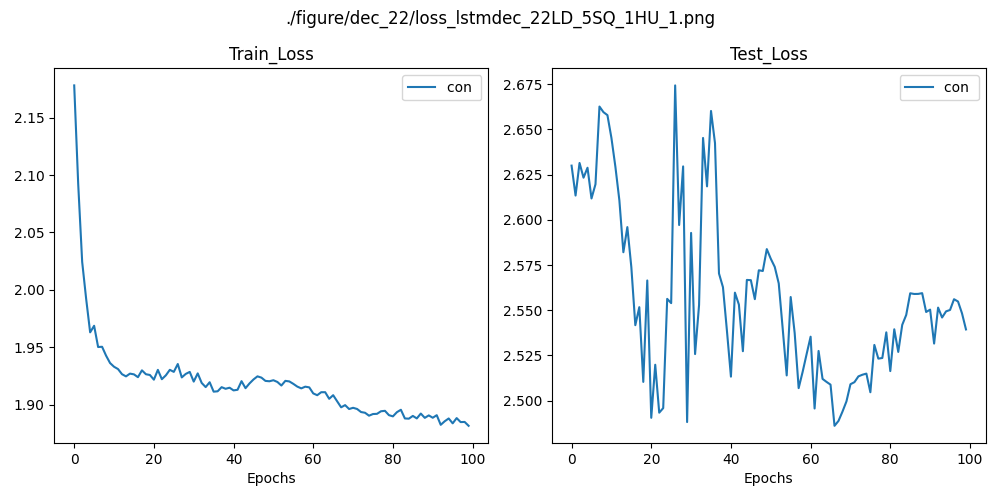 ./figure/dec_22/loss_lstmdec_22LD_5SQ_1HU_1.png
Train_Loss
con
2.15
2.10
2.05
2.00
1.95
1.90
0 20 40 60 80 100
Epochs
Test_Loss
con
2.675
2.650
2.625
2.600
2.575
2.550
2.525
2.500
0 20 40 60 80 100
Epochs